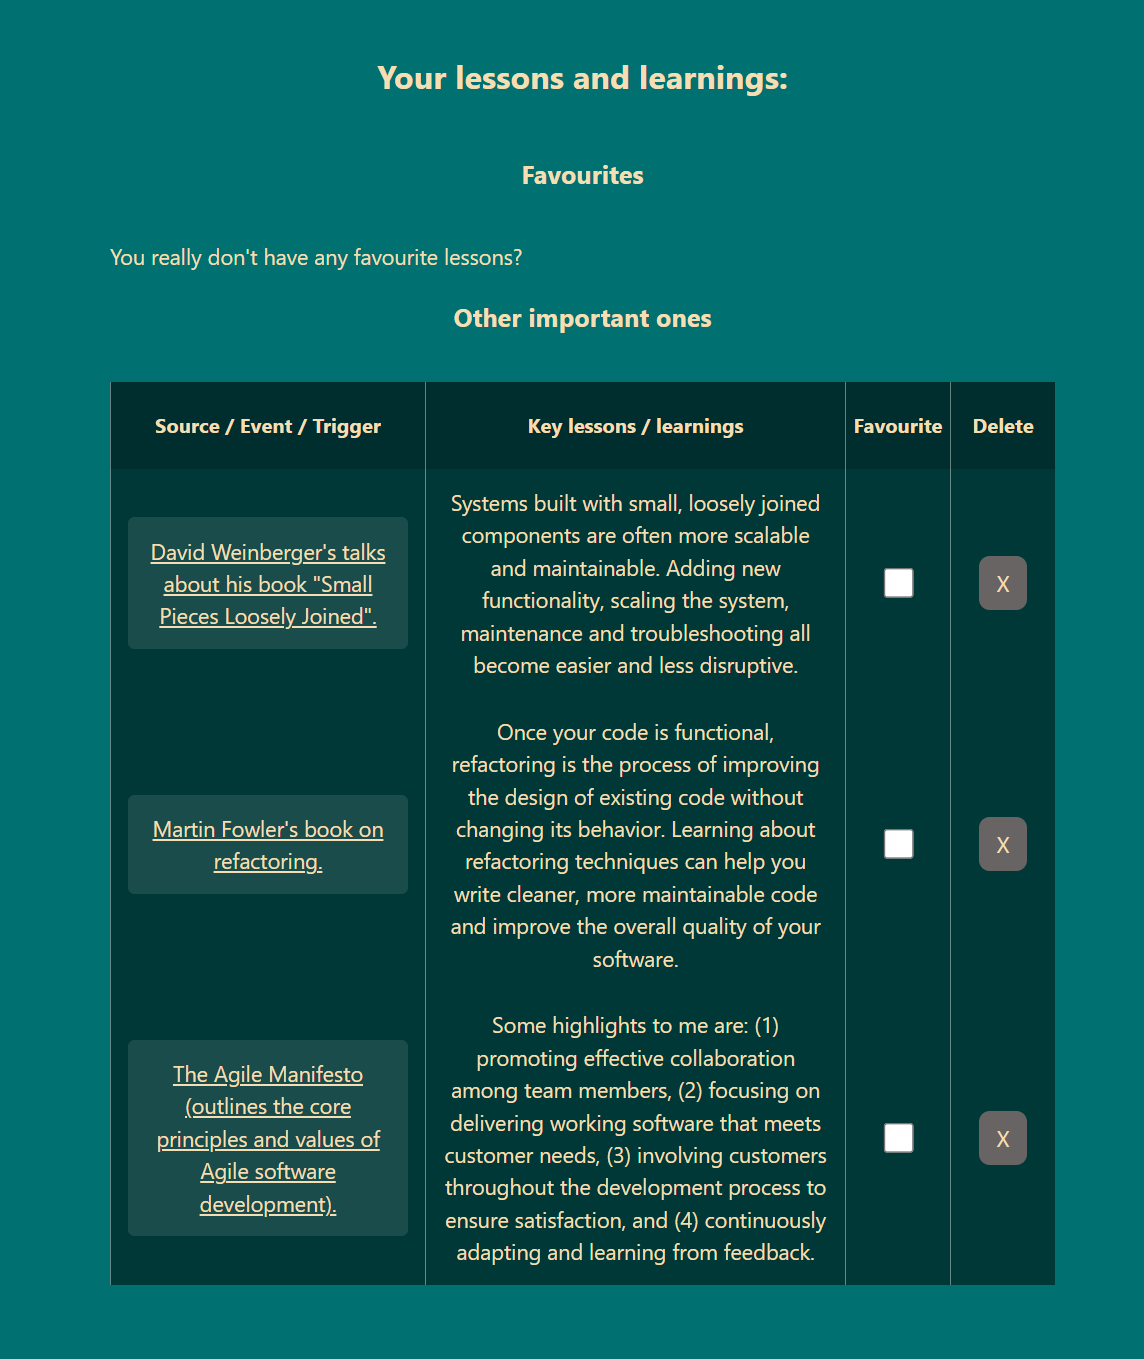 Your lessons and learnings:
Favourites
You really don't have any favourite lessons?
Other important ones
Source / Event / Trigger
Key lessons / learnings
Favourite
Delete
David Weinberger's talks
about his book "Small
Pieces Loosely Joined".
Systems built with small, loosely joined
components are often more scalable
and maintainable. Adding new
functionality, scaling the system,
maintenance and troubleshooting all
become easier and less disruptive.
X
Martin Fowler's book on
refactoring.
Once your code is functional,
refactoring is the process of improving
the design of existing code without
changing its behavior. Learning about
refactoring techniques can help you
write cleaner, more maintainable code
and improve the overall quality of your
software.
X
The Agile Manifesto
(outlines the core
principles and values of
Agile software
development).
Some highlights to me are: (1)
promoting effective collaboration
among team members, (2) focusing on
delivering working software that meets
customer needs, (3) involving customers
throughout the development process to
ensure satisfaction, and (4) continuously
adapting and learning from feedback.
X